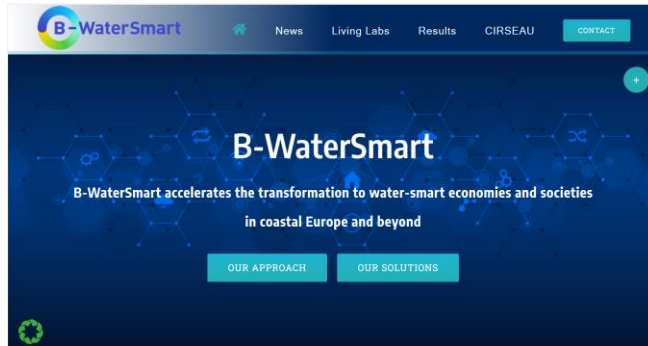 B-WaterSmart
News
Living Labs
Results
CIRSEAU
CONTACT
+
B-WaterSmart
B-WaterSmart accelerates the transformation to water-smart economies and societies
in coastal Europe and beyond
OUR APPROACH
OUR SOLUTIONS